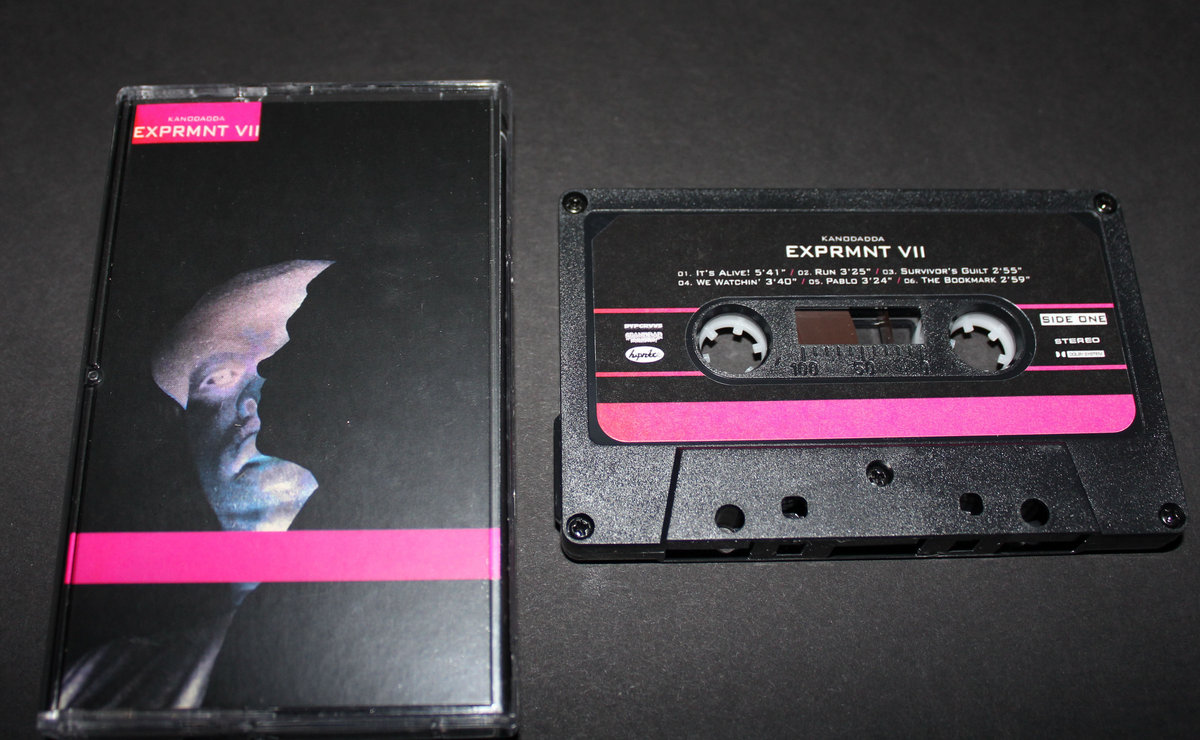 KANODADDA
EXPRMNT VII
KANODADDA
EXPRMNT VII
01. It's Alive! 5'41" / 02. Run 3'25" / 03. Survivor's Guilt 2'55"
04. We Watchin' 3'40" / 05. Pablo 3'24" / 06. The Bookmark 2'59"
SIDE ONE
STEREO
DOLBY SYSTEM
100 50